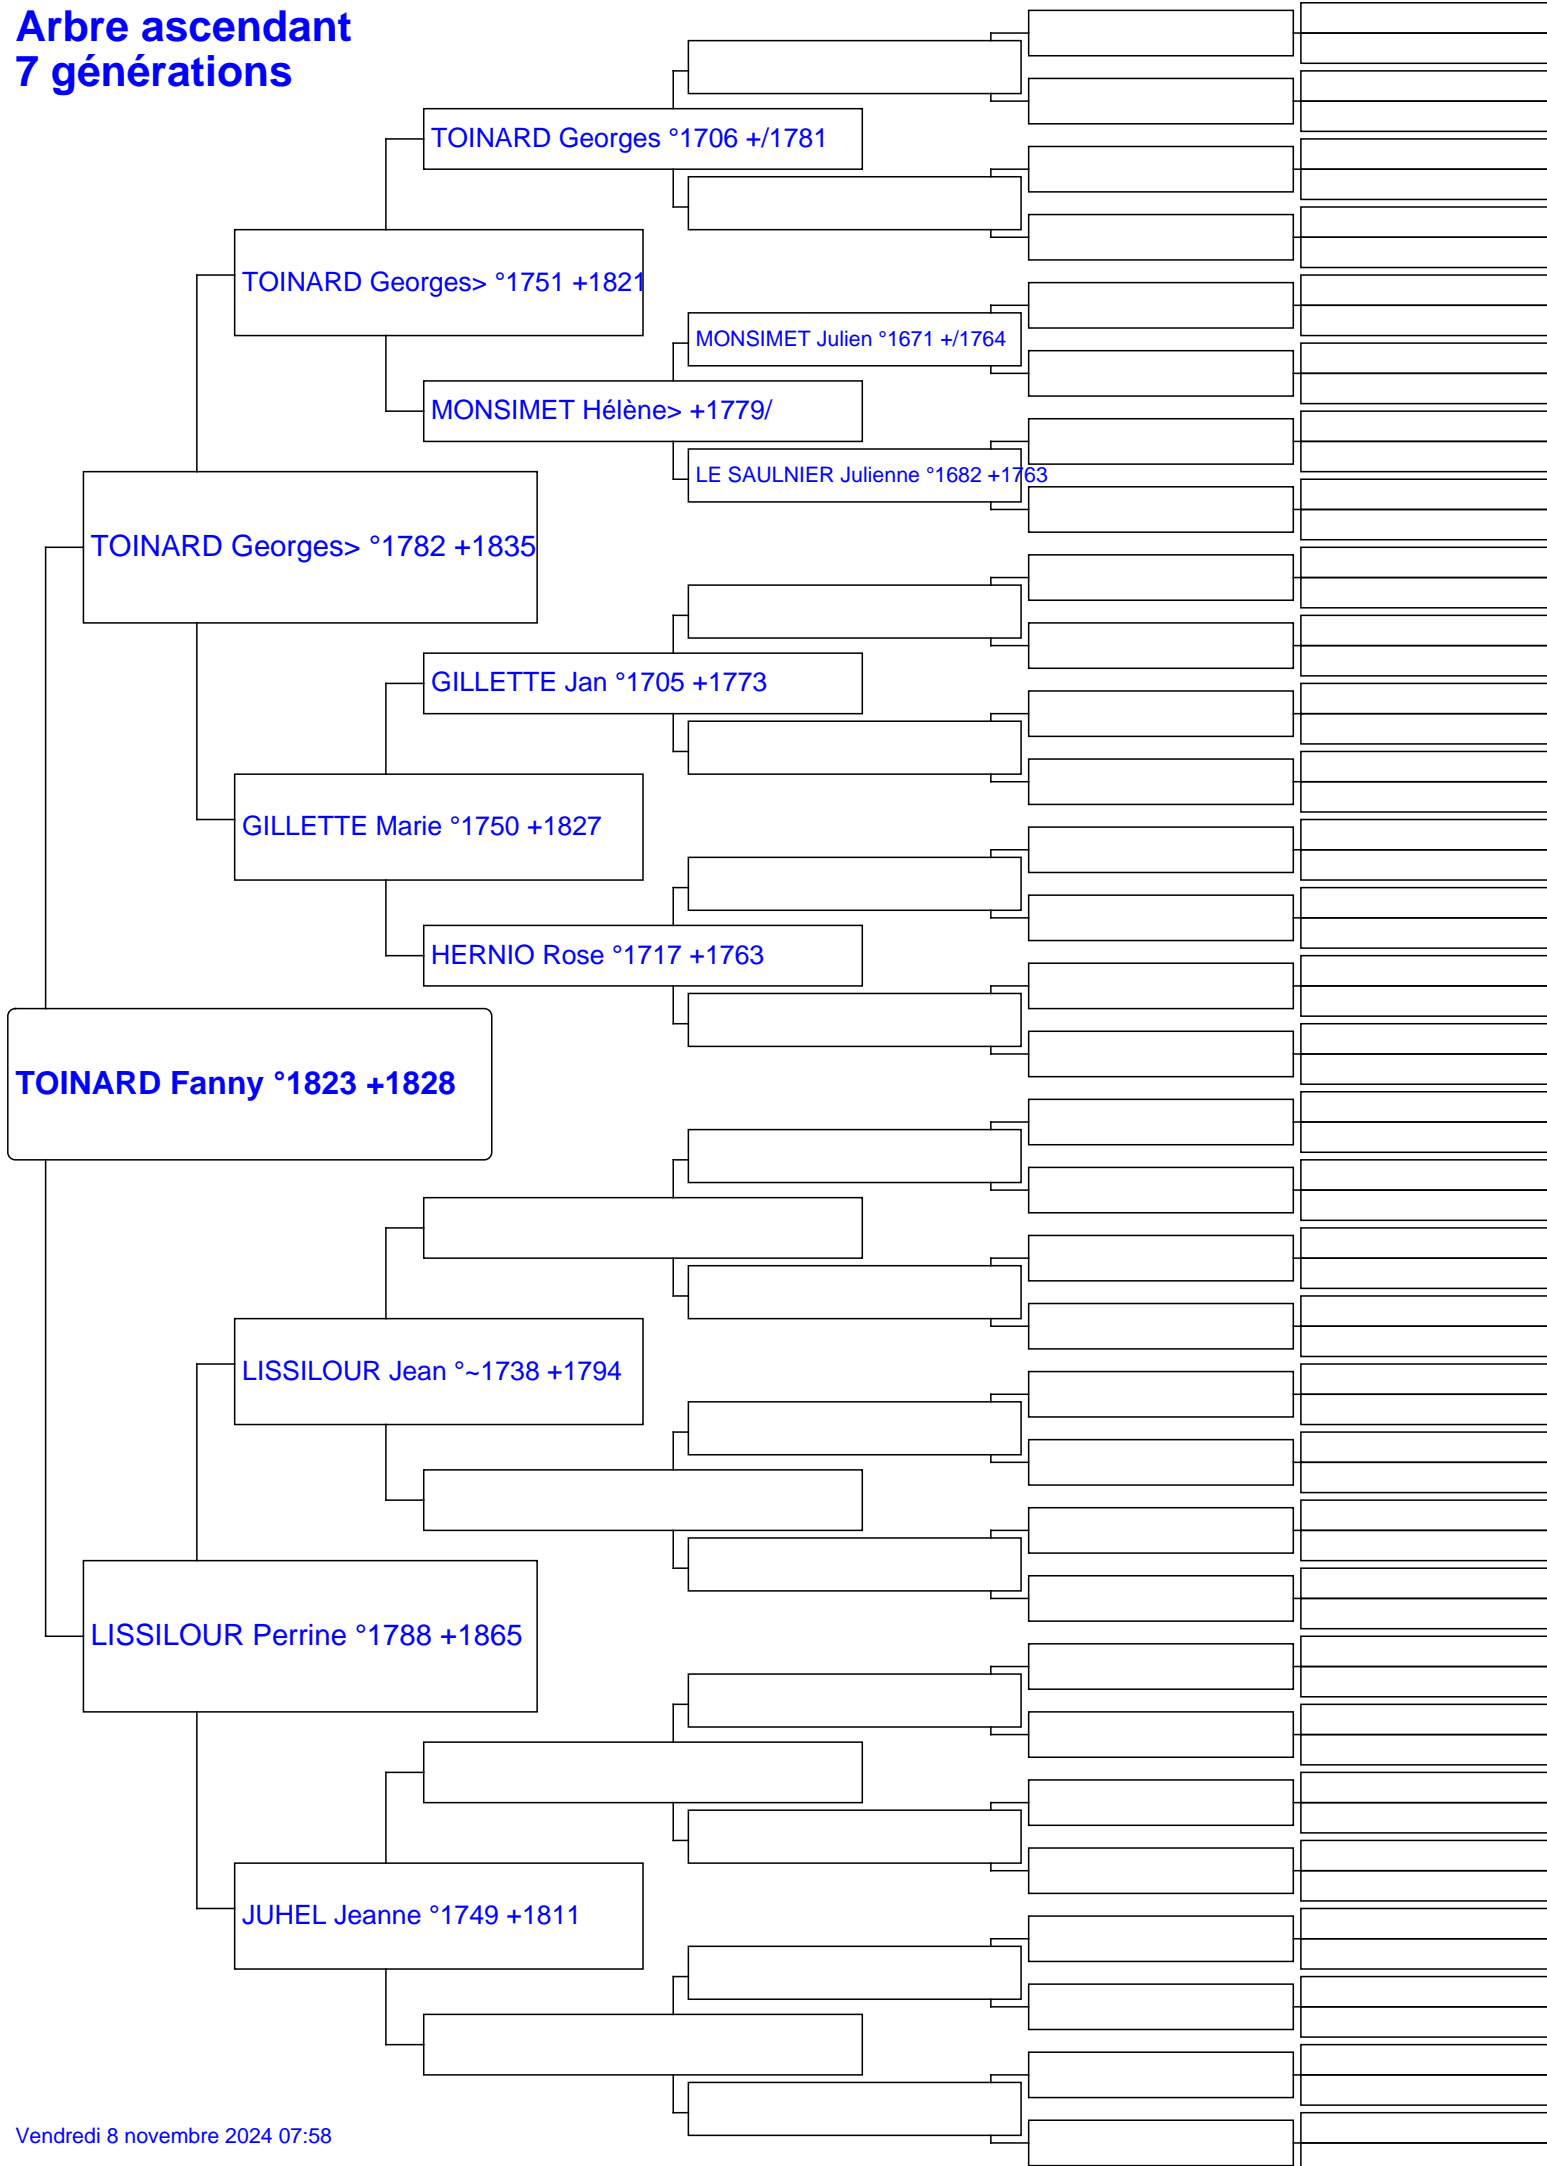 Arbre ascendant
7 générations
TOINARD Georges °1706 +/1781
TOINARD Georges> °1751 +1821
MONSIMET Julien °1671 +/1764
MONSIMET Hélène> +1779/
LE SAULNIER Julienne °1682 +1763
TOINARD Georges> °1782 +1835
GILLETTE Jan °1705 +1773
GILLETTE Marie °1750 +1827
HERNIO Rose °1717 +1763
TOINARD Fanny °1823 +1828
LISSILOUR Jean °~1738 +1794
LISSILOUR Perrine °1788 +1865
JUHEL Jeanne °1749 +1811
Vendredi 8 novembre 2024 07:58